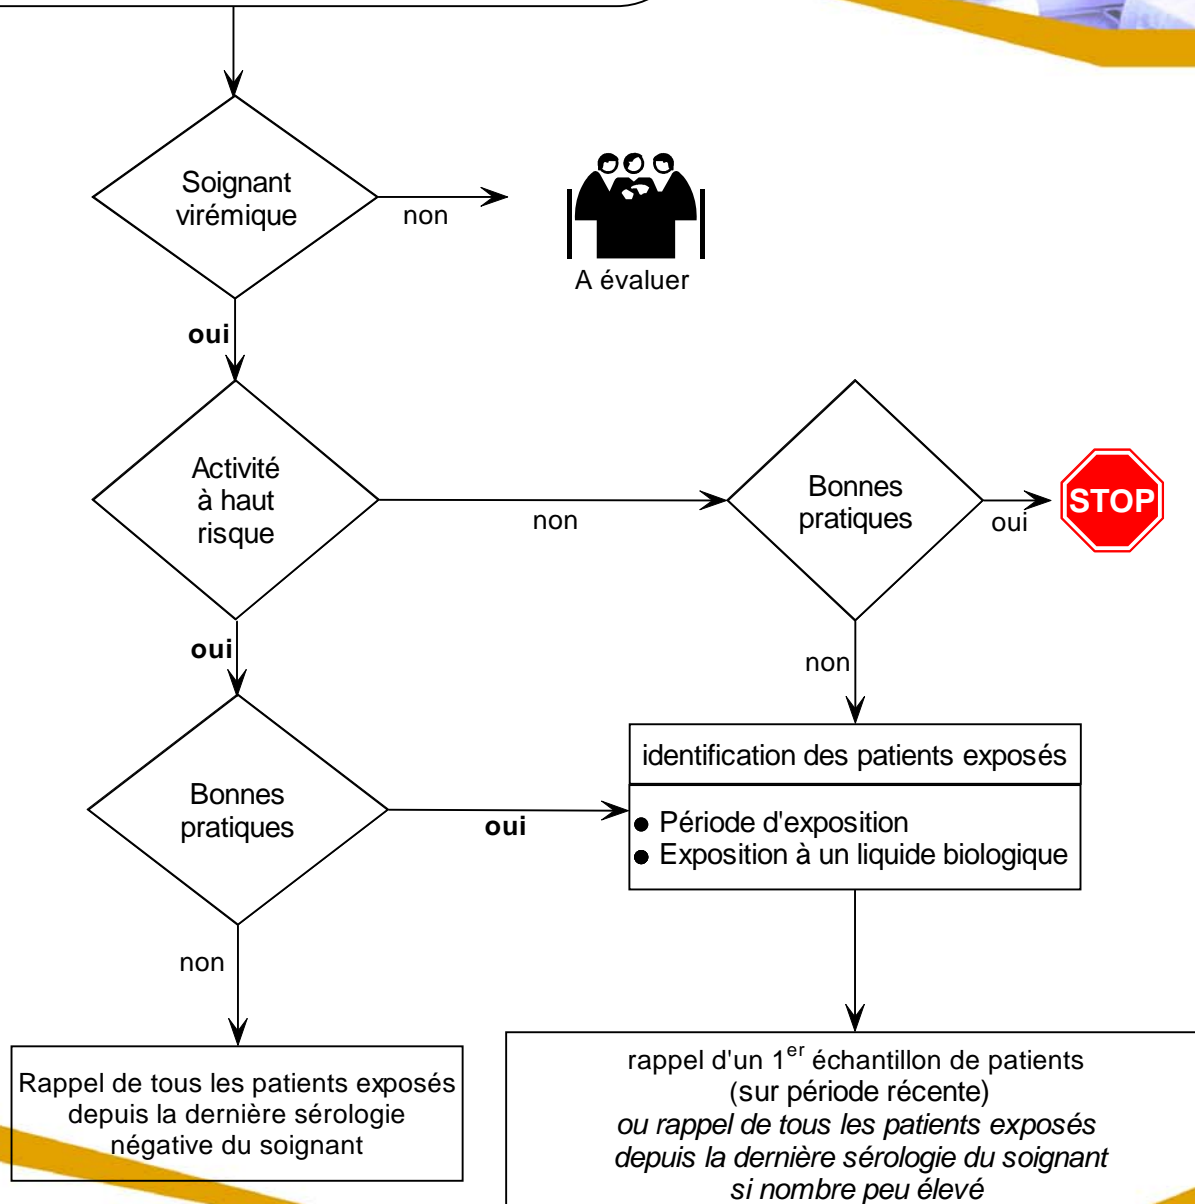 Soignant
virémique
non
A évaluer
oui
Activité
à haut
risque
non
Bonnes
pratiques
oui
STOP
oui
non
Bonnes
pratiques
oui
identification des patients exposés
● Période d'exposition
● Exposition à un liquide biologique
non
Rappel de tous les patients exposés
depuis la dernière sérologie
négative du soignant
rappel d'un 1er échantillon de patients
(sur période récente)
ou rappel de tous les patients exposés
depuis la dernière sérologie du soignant
si nombre peu élevé